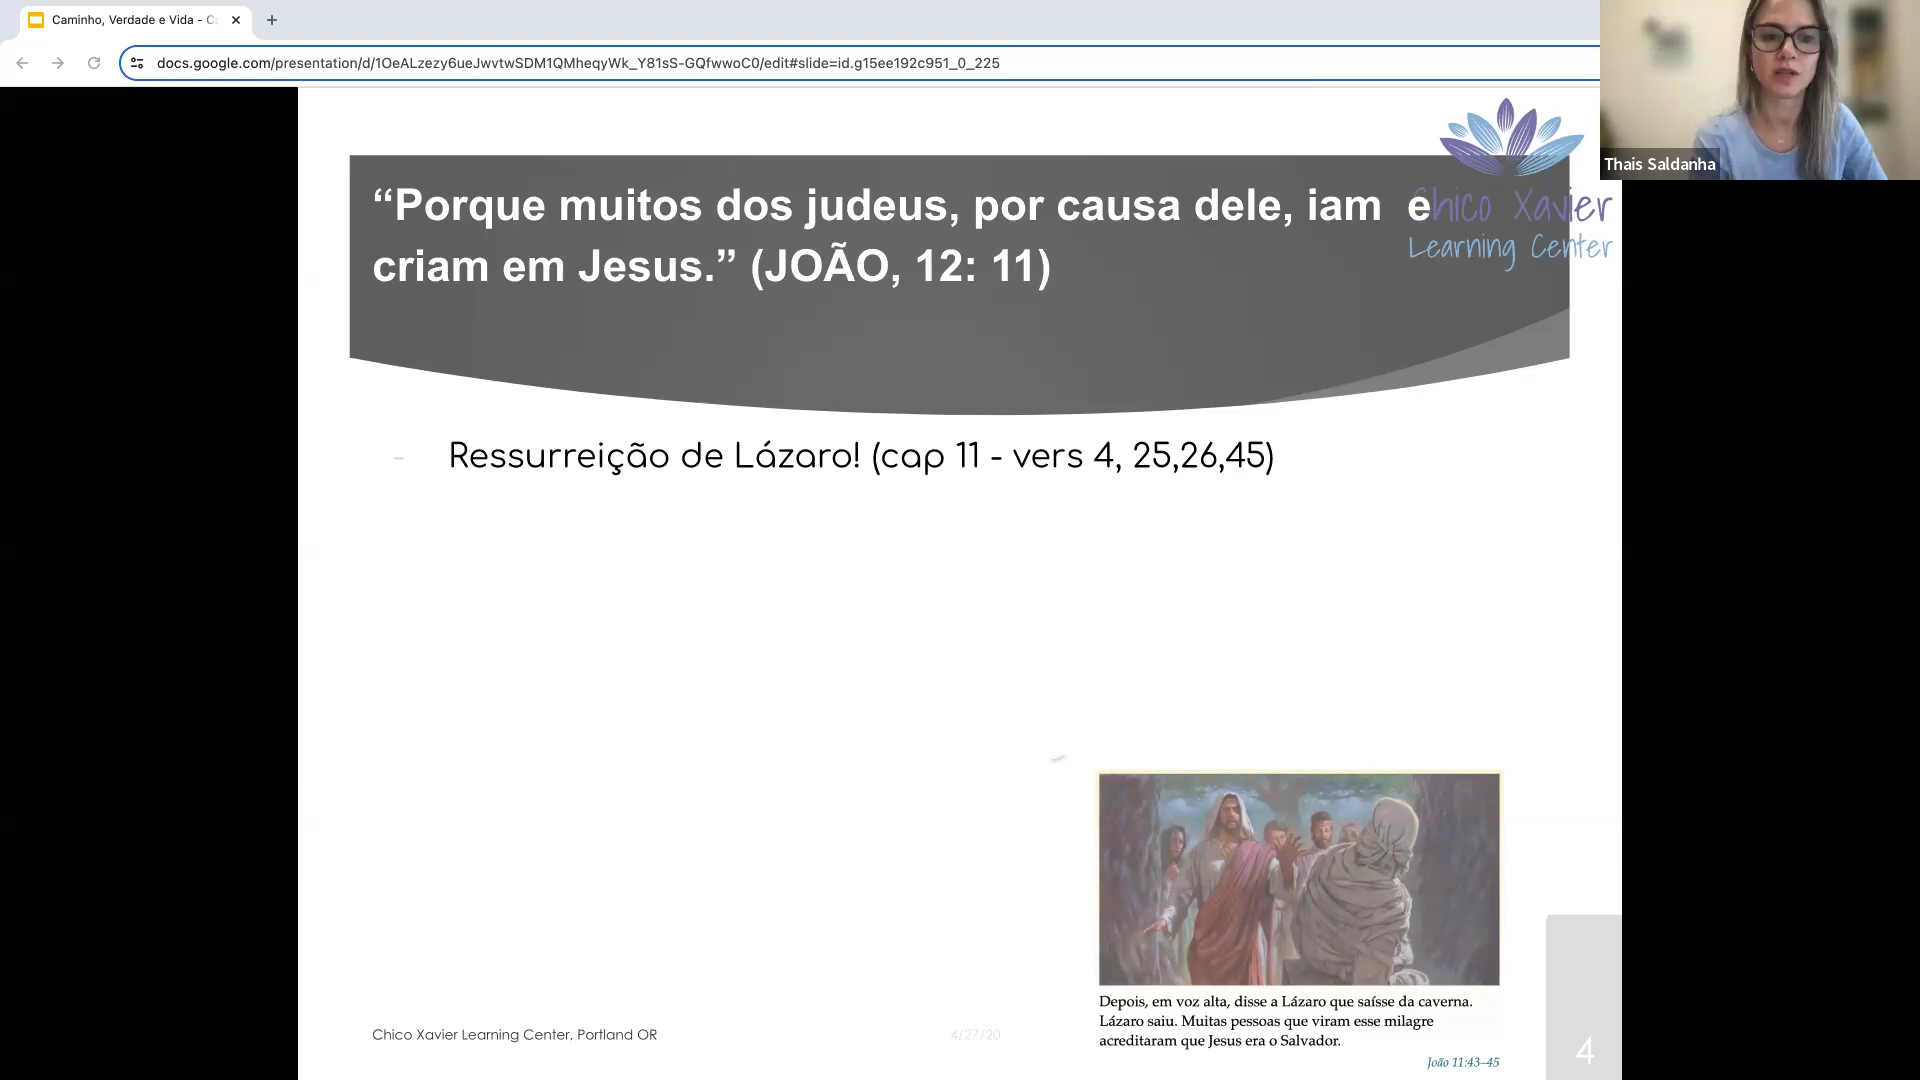 Caminho, Verdade e Vida - C
docs.google.com/presentation/d/1OeALzezy6ueJwvtwSDM1QMheqyWk_Y81sS-GQfwwoC0/edit#slide=id.g15ee192c951_0_225
Thais Saldanha
“Porque muitos dos judeus, por causa dele, iam e
criam em Jesus.” (JOÃO, 12: 11)
Chico Xavier
Learning Center
- Ressurreição de Lázaro! (cap 11 - vers 4, 25,26,45)
Depois, em voz alta, disse a Lázaro que saísse da caverna.
Lázaro saiu. Muitas pessoas que viram esse milagre
acreditaram que Jesus era o Salvador.
João 11:43–45
Chico Xavier Learning Center, Portland OR
4/27/20
4